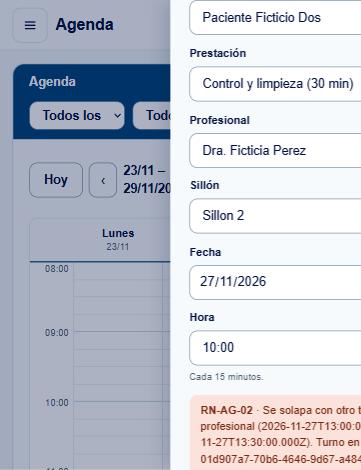 Agenda
Agenda
Todos los
Hoy
‹
23/11 –
29/11/20
Lunes
23/11
08:00
09:00
10:00
Paciente Ficticio Dos
Prestación
Control y limpieza (30 min)
Profesional
Dra. Ficticia Perez
Sillón
Sillon 2
Fecha
27/11/2026
Hora
10:00
Cada 15 minutos.
RN-AG-02 · Se solapa con otro t
profesional (2026-11-27T13:00:0
11-27T13:30:00.000Z). Turno en
01d907a7-70b6-4646-9d67-a484